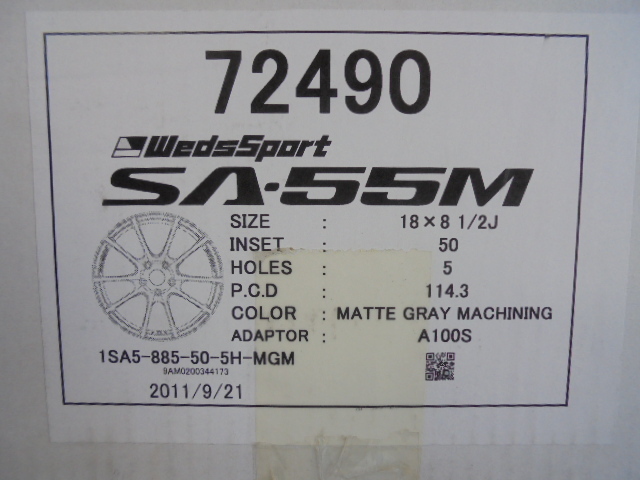 72490
WedsSport
SA-55M
SIZE : 18×8 1/2J
INSET : 50
HOLES : 5
P.C.D : 114.3
COLOR : MATTE GRAY MACHINING
ADAPTOR : A100S
1SA5-885-50-5H-MGM
9AM0200344173
2011/9/21